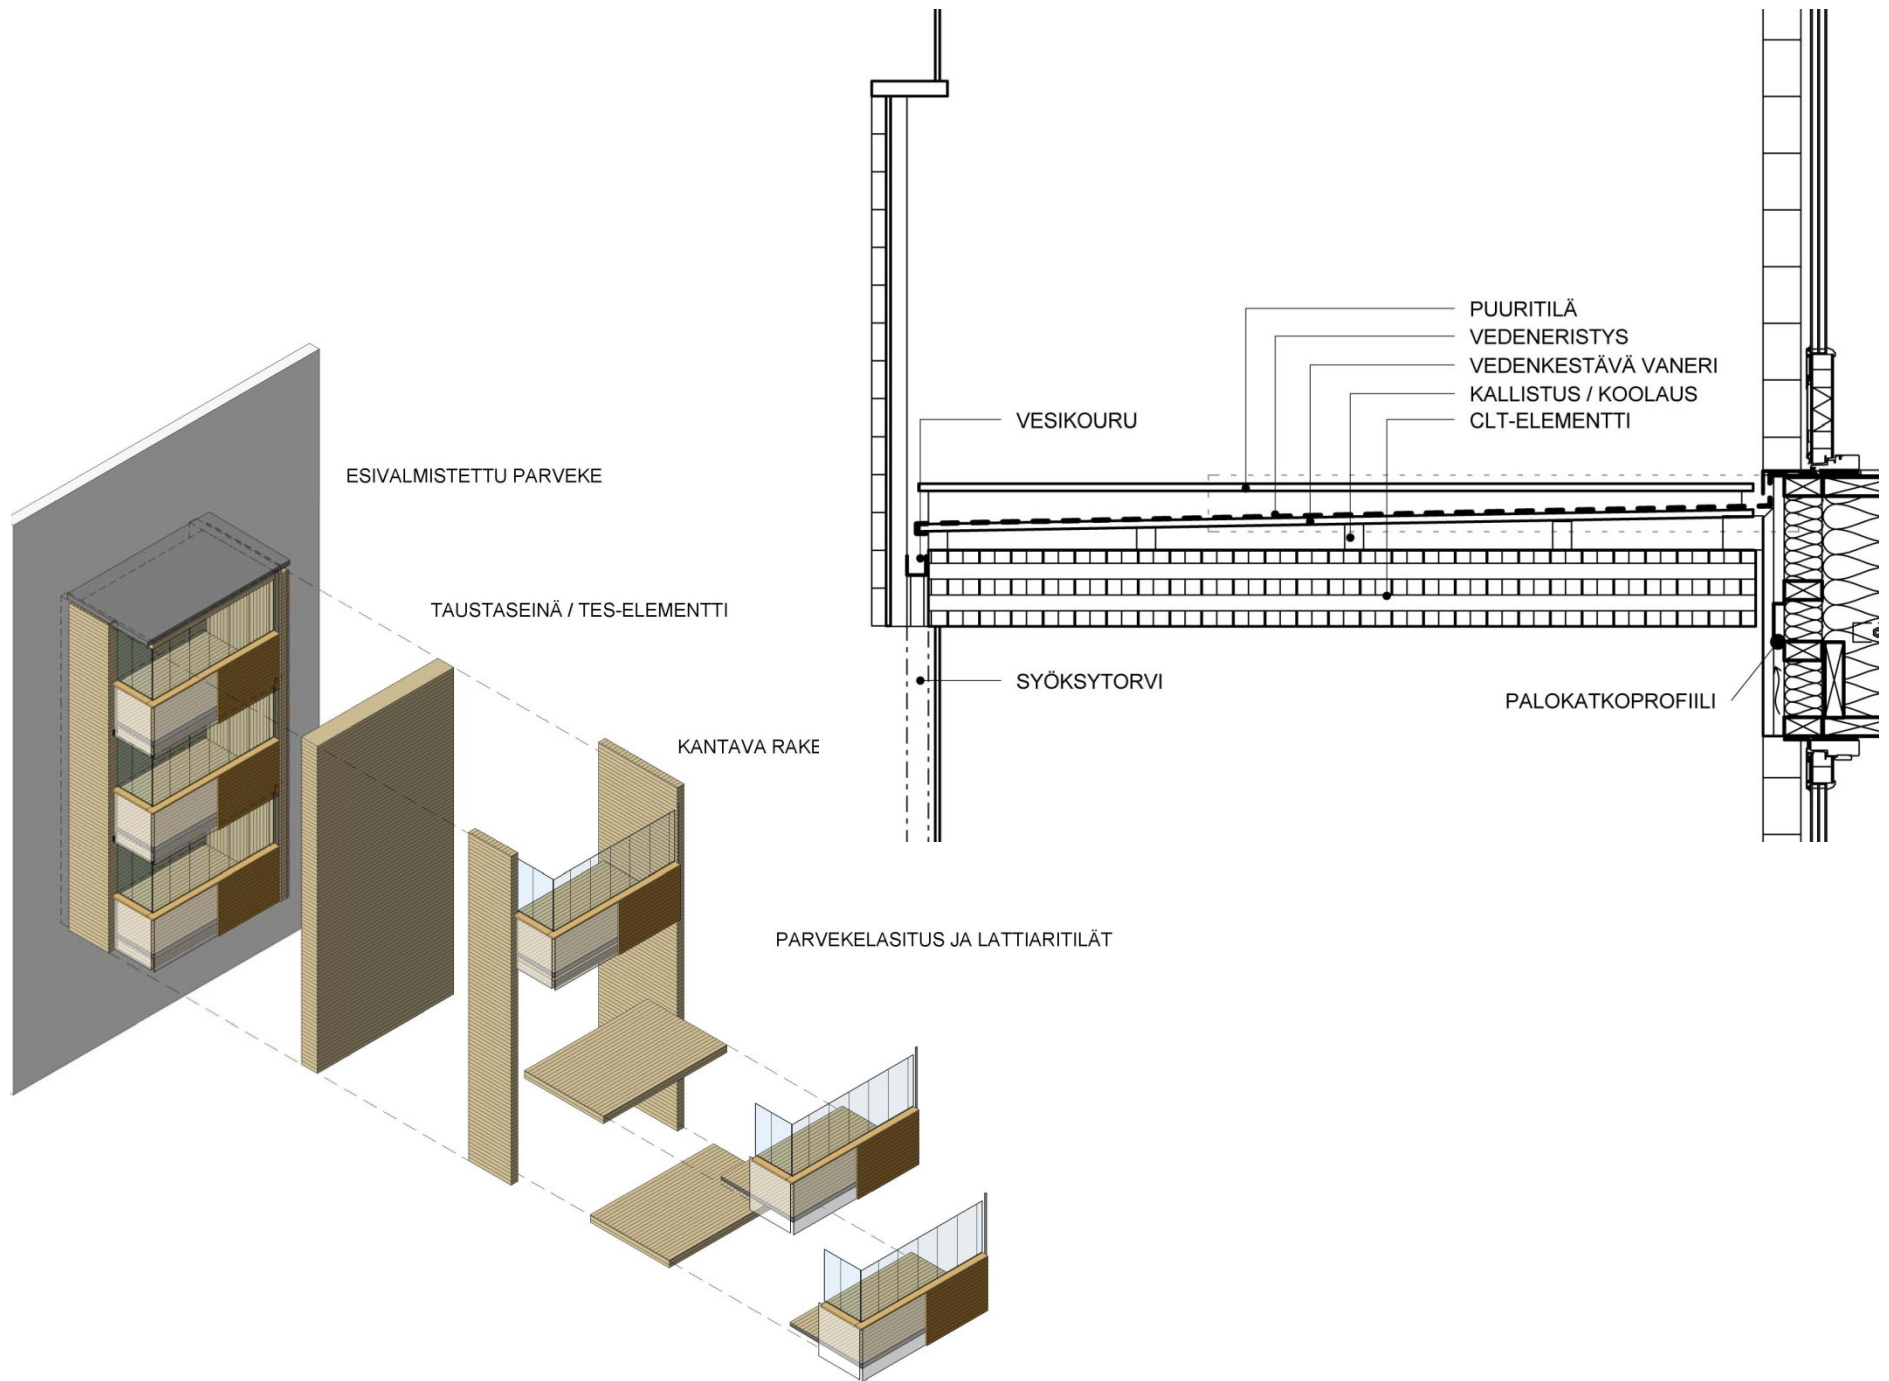 PUURITILÄ
VEDENERISTYS
VEDENKESTÄVÄ VANERI
KALLISTUS / KOOLAUS
CLT-ELEMENTTI
VESIKOURU
SYÖKSYTORVI
PALOKATKOPROFIILI
ESIVALMISTETTU PARVEKE
TAUSTASEINÄ / TES-ELEMENTTI
KANTAVA RAKE
PARVEKELASITUS JA LATTIARITILÄT